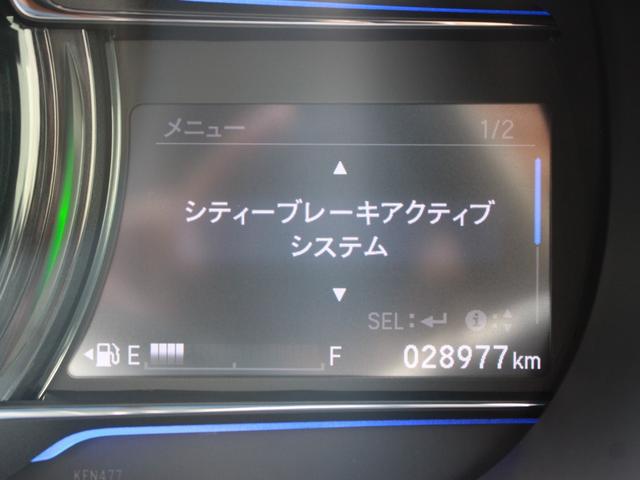 メニュー 1/2
シティーブレーキアクティブ
システム
SEL: i:
E F 028977km
KFN477